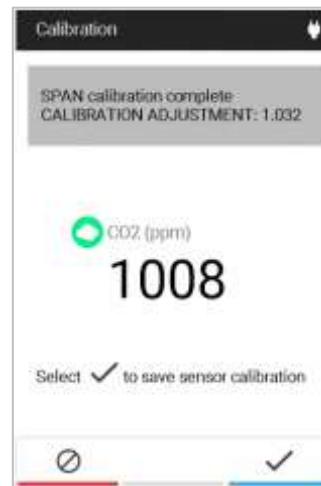 Calibration
SPAN calibration complete
CALIBRATION ADJUSTMENT: 1.032
CO2 (ppm)
1008
Select ✓ to save sensor calibration